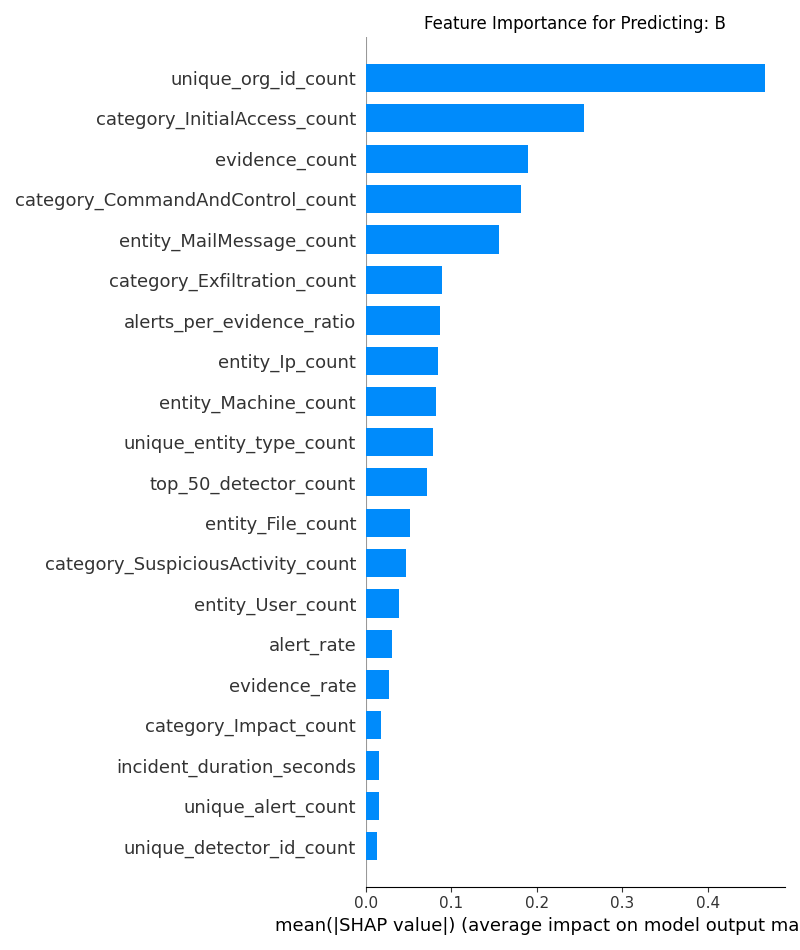 Feature Importance for Predicting: B
unique_org_id_count
category_InitialAccess_count
evidence_count
category_CommandAndControl_count
entity_MailMessage_count
category_Exfiltration_count
alerts_per_evidence_ratio
entity_Ip_count
entity_Machine_count
unique_entity_type_count
top_50_detector_count
entity_File_count
category_SuspiciousActivity_count
entity_User_count
alert_rate
evidence_rate
category_Impact_count
incident_duration_seconds
unique_alert_count
unique_detector_id_count
0.0 0.1 0.2 0.3 0.4
mean(|SHAP value|) (average impact on model output ma